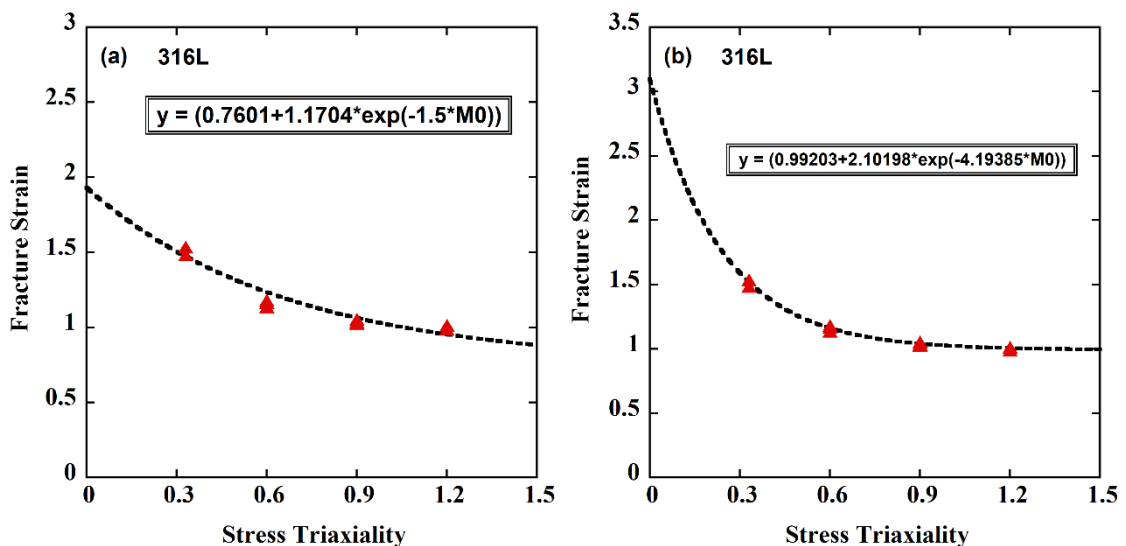 (a) 316L
y = (0.7601+1.1704*exp(-1.5*M0))
3
2.5
2
1.5
1
0.5
0
0 0.3 0.6 0.9 1.2 1.5
Fracture Strain
Stress Triaxiality
(b) 316L
y = (0.99203+2.10198*exp(-4.19385*M0))
3.5
3
2.5
2
1.5
1
0.5
0
0 0.3 0.6 0.9 1.2 1.5
Fracture Strain
Stress Triaxiality